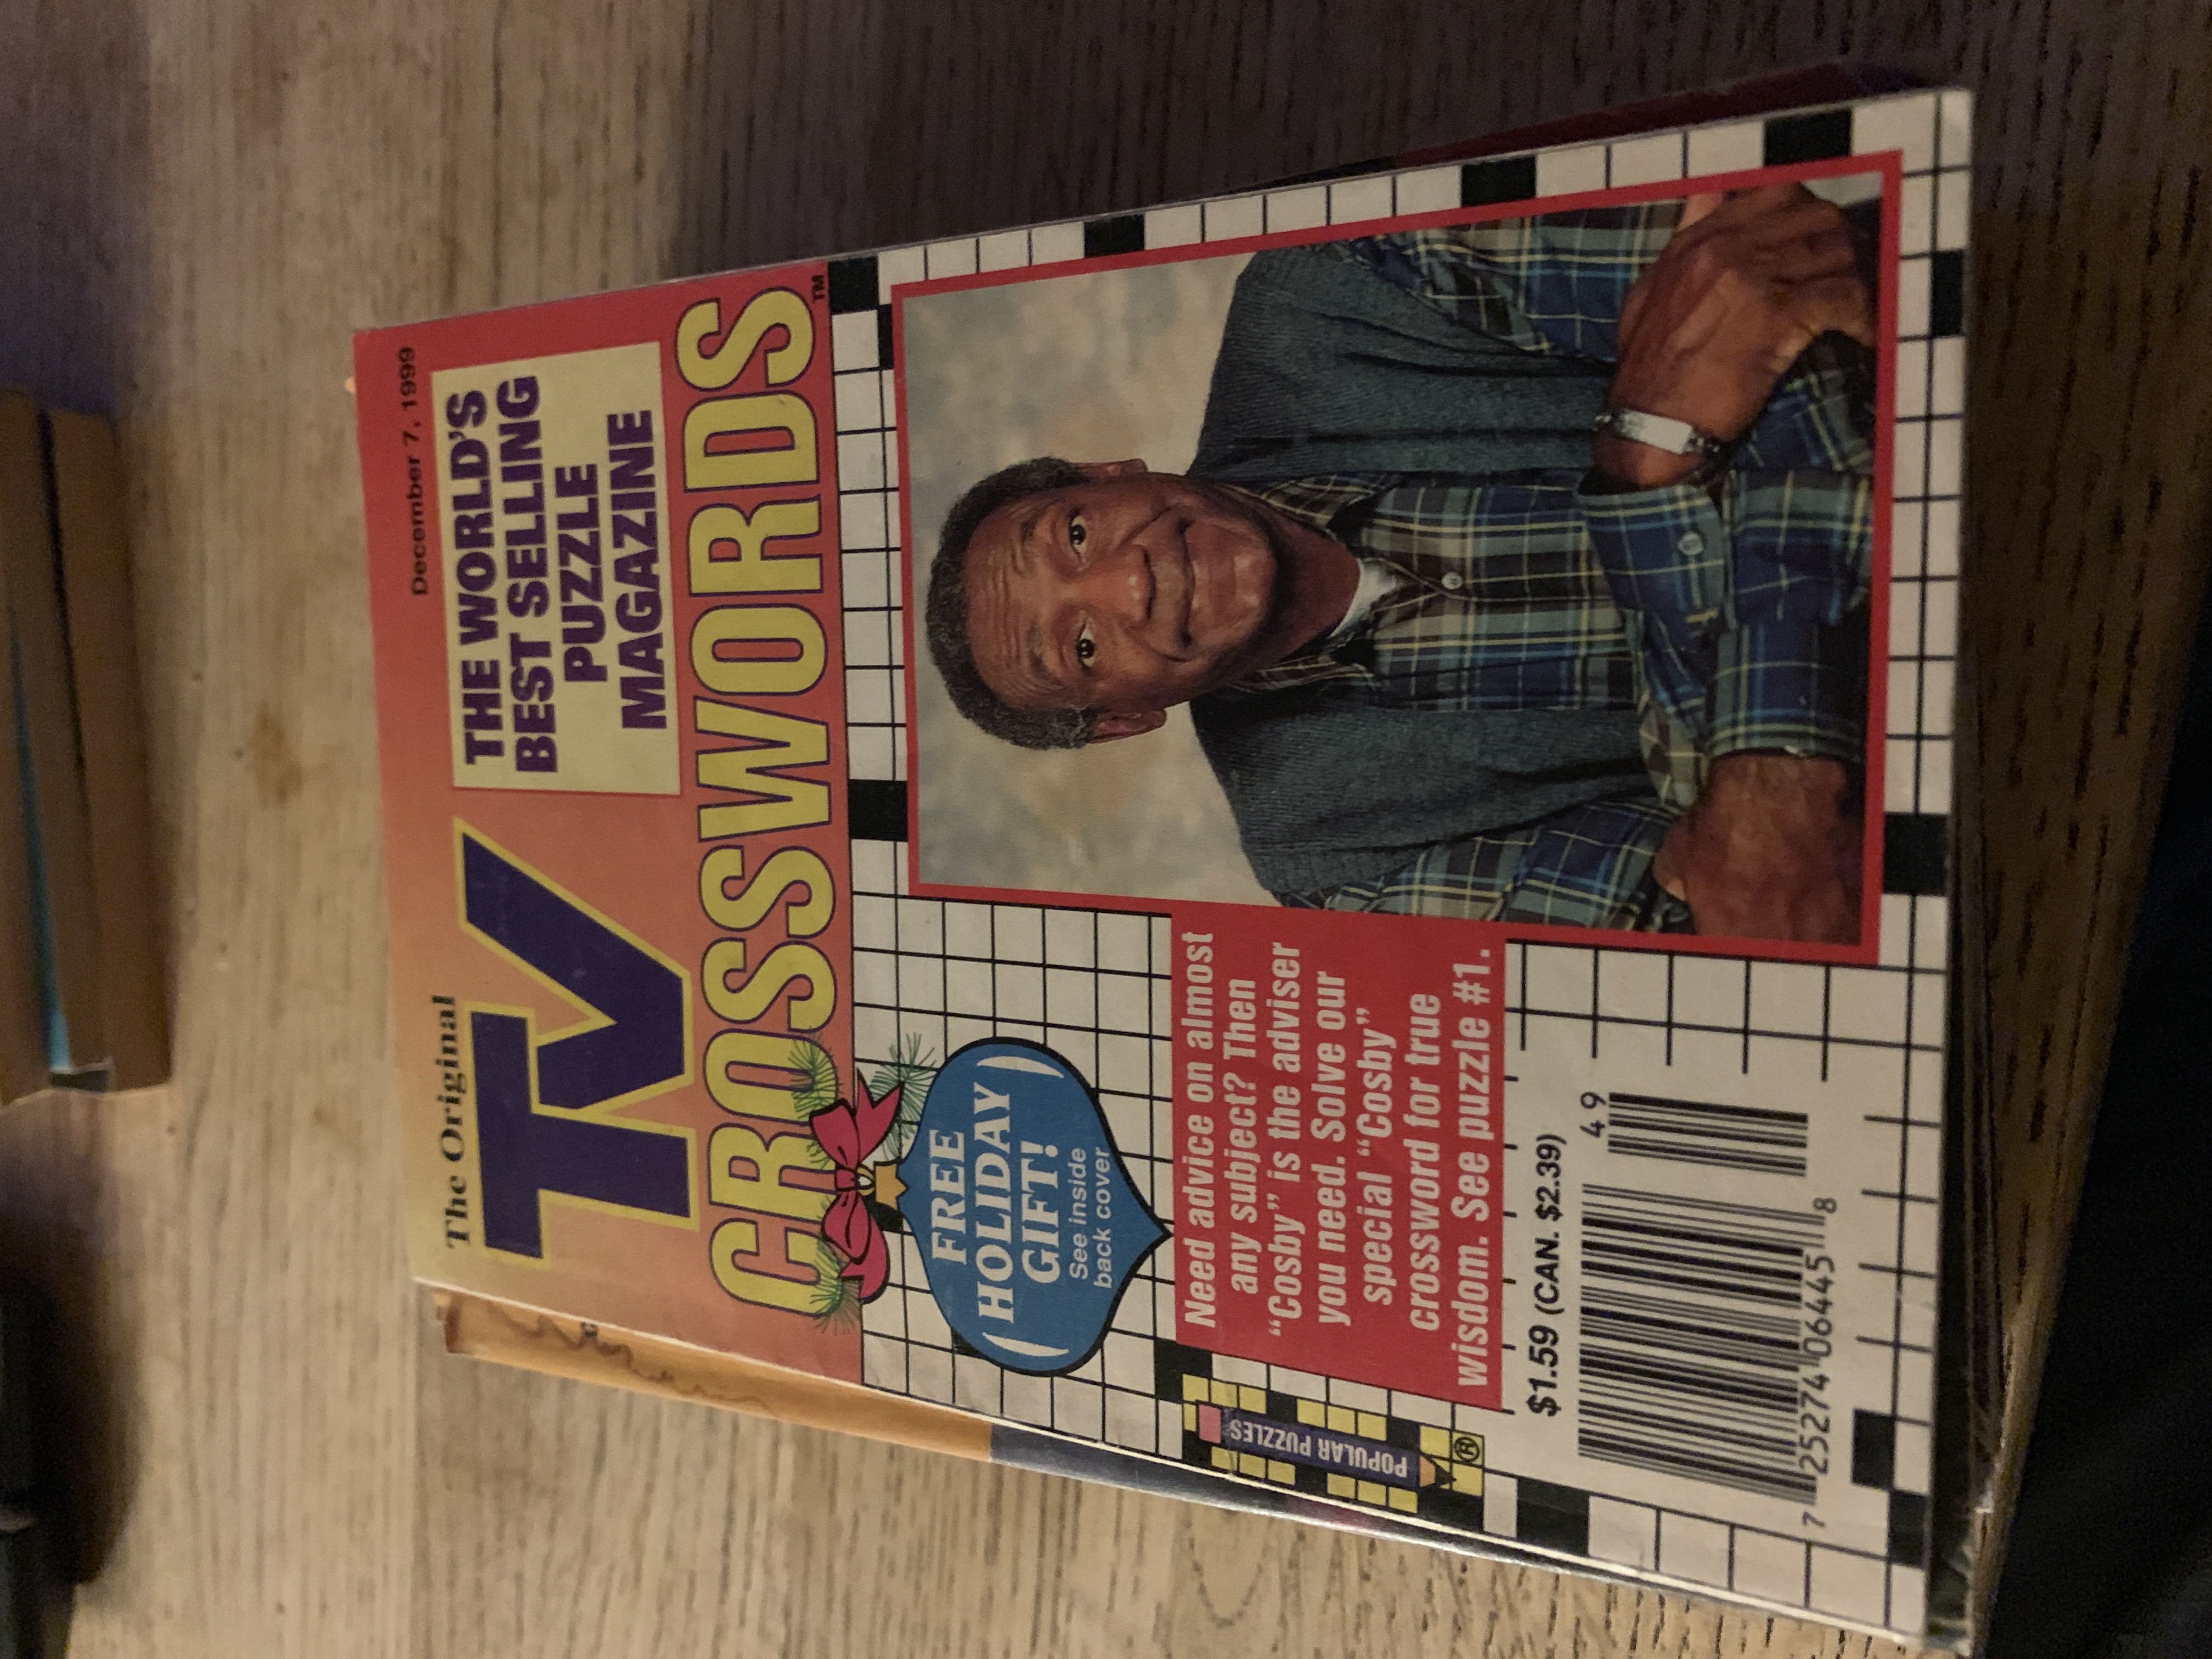 December 7, 1999
The Original
TV
THE WORLD'S
BEST SELLING
PUZZLE
MAGAZINE
CROSSWORDS™
FREE
HOLIDAY
GIFT!
See inside
back cover
Need advice on almost
any subject? Then
“Cosby” is the adviser
you need. Solve our
special “Cosby”
crossword for true
wisdom. See puzzle #1.
POPULAR PUZZLES
®
$1.59 (CAN. $2.39)
49
7 25274 06445 8